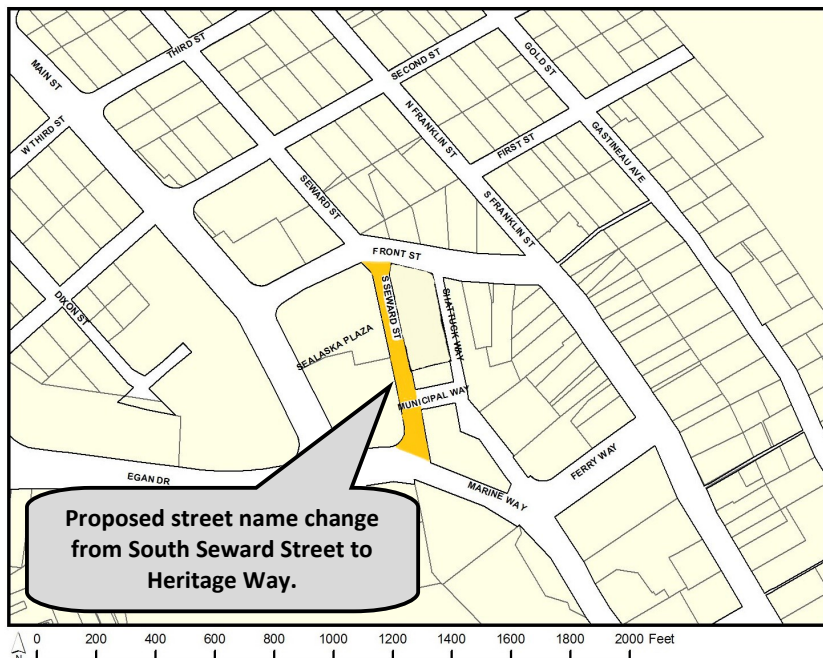 THIRD ST
MAIN ST
W THIRD ST
SECOND ST
GOLD ST
N FRANKLIN ST
FIRST ST
GASTINEAU AVE
SEWARD ST
S FRANKLIN ST
FRONT ST
S SEWARD ST
SHATTUCK WAY
DIXON ST
SEALASKA PLAZA
MUNICIPAL WAY
EGAN DR
MARINE WAY
FERRY WAY
Proposed street name change
from South Seward Street to
Heritage Way.
N
0 200 400 600 800 1000 1200 1400 1600 1800 2000 Feet